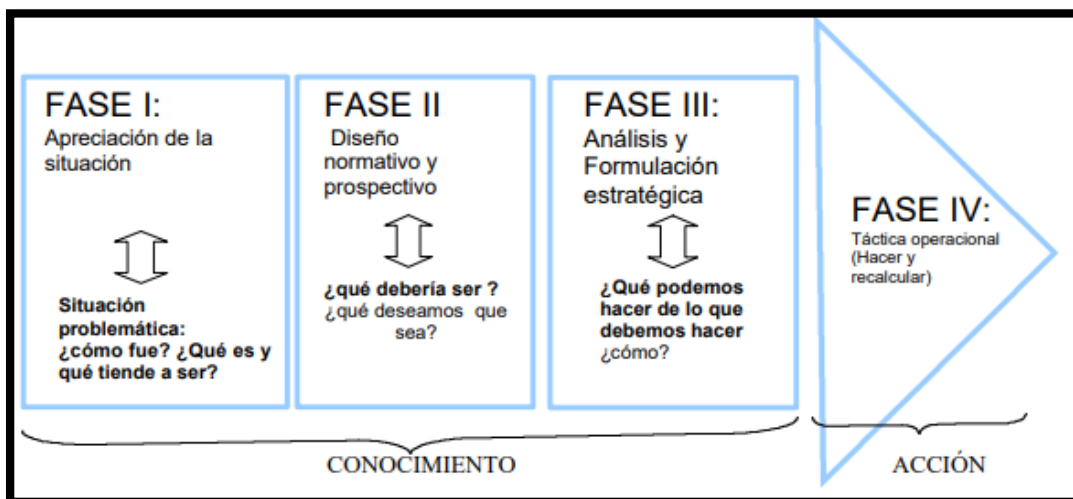 FASE I:
Apreciación de la
situación
Situación
problemática:
¿cómo fue? ¿Qué es y
qué tiende a ser?
FASE II
Diseño
normativo y
prospectivo
¿qué debería ser ?
¿qué deseamos que
sea?
FASE III:
Análisis y
Formulación
estratégica
¿Qué podemos
hacer de lo que
debemos hacer
¿cómo?
FASE IV:
Táctica operacional
(Hacer y
recalcular)
CONOCIMIENTO
ACCIÓN